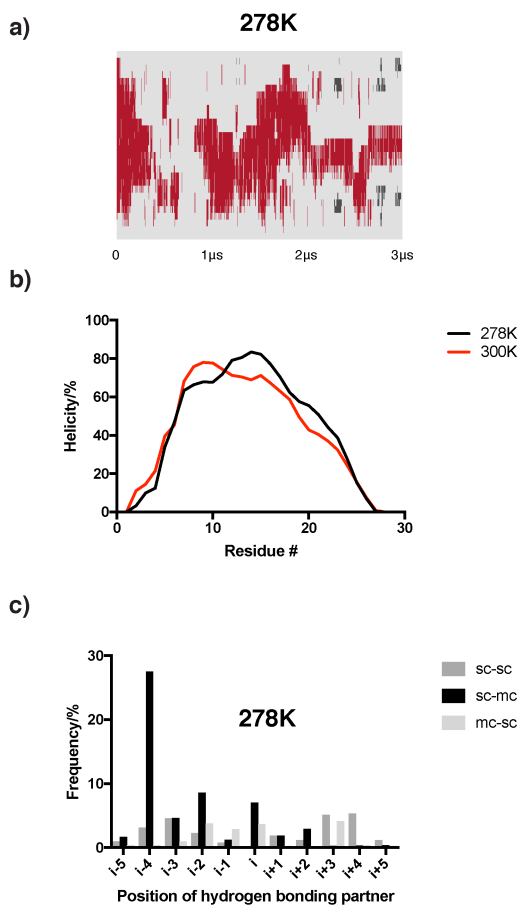 a)
278K
0 1µs 2µs 3µs
b)
100
80
60
40
20
0
0 10 20 30
Helicity/%
Residue #
278K
300K
c)
30
20
10
0
Frequency/%
278K
sc-sc
sc-mc
mc-sc
i-5 i-4 i-3 i-2 i-1 i i+1 i+2 i+3 i+4 i+5
Position of hydrogen bonding partner